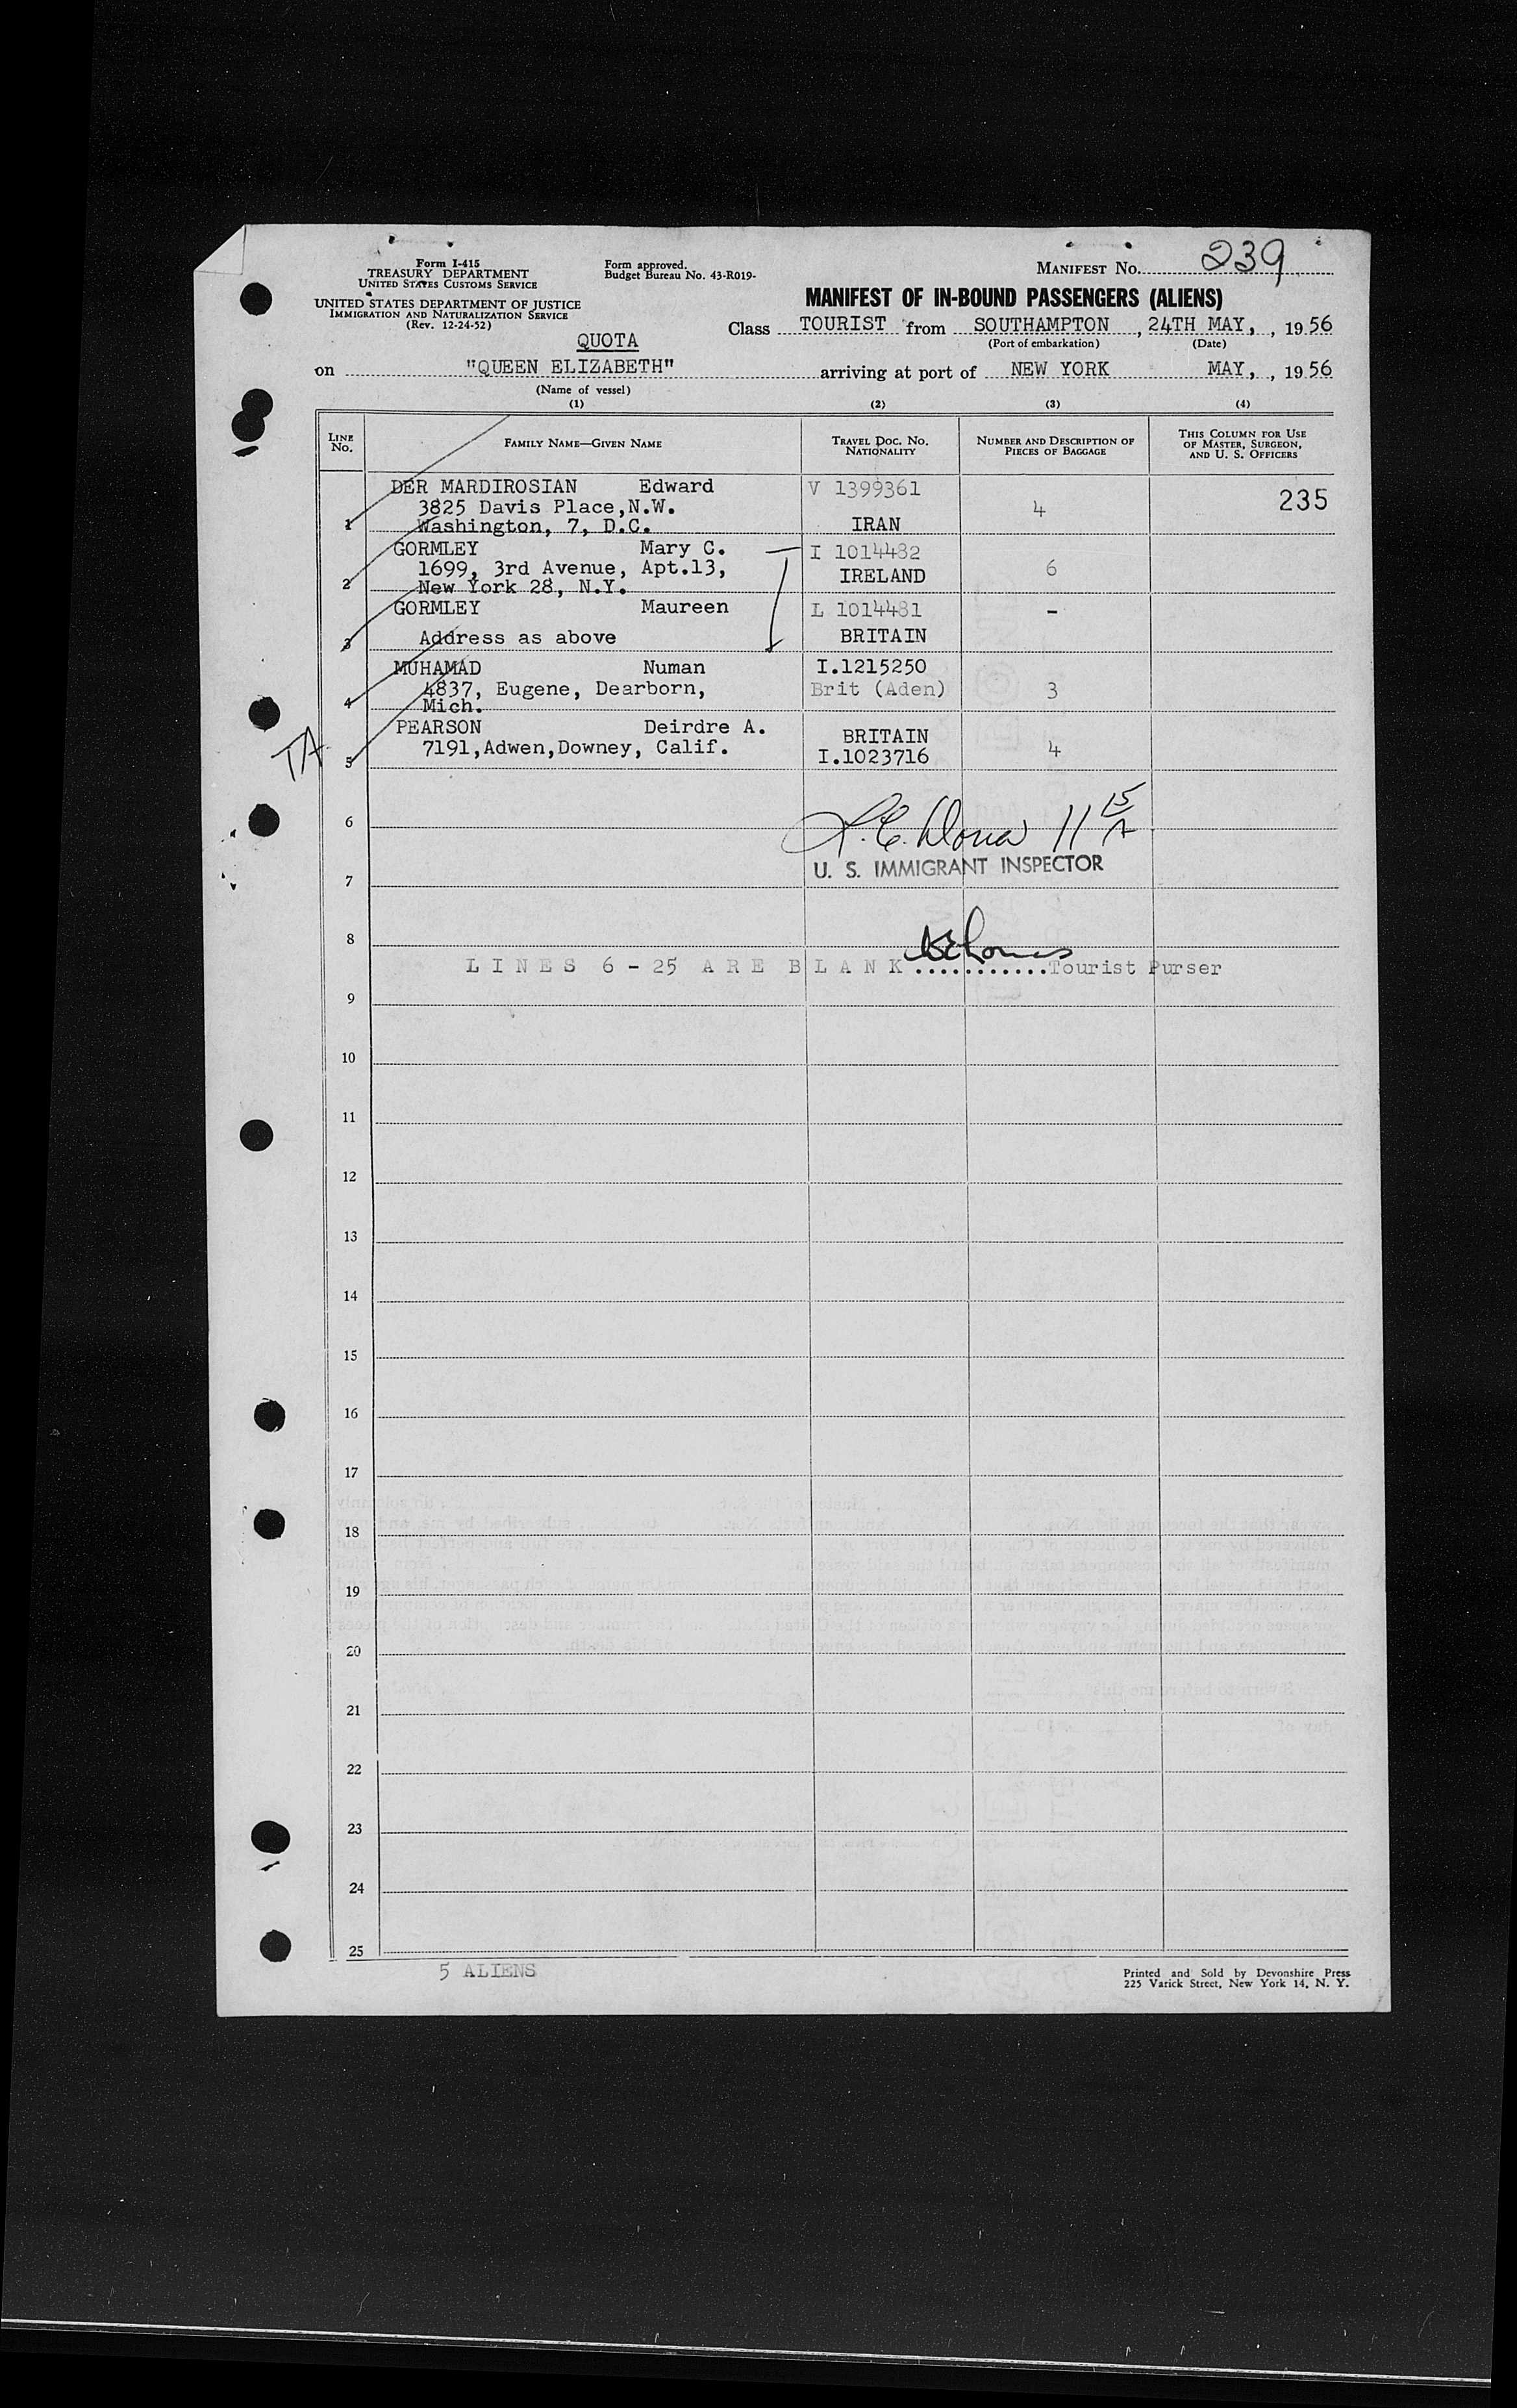 Form I-415
TREASURY DEPARTMENT
UNITED STATES CUSTOMS SERVICE
UNITED STATES DEPARTMENT OF JUSTICE
IMMIGRATION AND NATURALIZATION SERVICE
(Rev. 12-24-52)
Form approved.
Budget Bureau No. 43-R019-
MANIFEST No. 239
MANIFEST OF IN-BOUND PASSENGERS (ALIENS)
Class TOURIST from SOUTHAMPTON, 24TH MAY, , 1956
(Port of embarkation) (Date)
QUOTA
on "QUEEN ELIZABETH" arriving at port of NEW YORK MAY, , 1956
(Name of vessel)
(1) (2) (3) (4)
LINE No. FAMILY NAME—GIVEN NAME TRAVEL DOC. No. NATIONALITY NUMBER AND DESCRIPTION OF PIECES OF BAGGAGE THIS COLUMN FOR USE OF MASTER, SURGEON, AND U. S. OFFICERS
DER MARDIROSIAN Edward V 1399361
3825 Davis Place,N.W. 4 235
1 Washington, 7, D.C. IRAN
GORMLEY Mary C. I 1014482
1699, 3rd Avenue, Apt.13, IRELAND 6
2 New York 28, N.Y.
GORMLEY Maureen L 1014481 -
3 Address as above BRITAIN
MUHAMAD Numan I.1215250
4837, Eugene, Dearborn, Brit (Aden) 3
4 Mich.
PEARSON Deirdre A. BRITAIN
7191,Adwen,Downey, Calif. I.1023716 4
TA 5
6
11 15/A
U. S. IMMIGRANT INSPECTOR
7
8
LINES 6 - 25 ARE BLANK...........Tourist Purser
9
10
11
12
13
14
15
16
17
18
19
20
21
22
23
24
25
5 ALIENS
Printed and Sold by Devonshire Press
225 Varick Street, New York 14, N. Y.